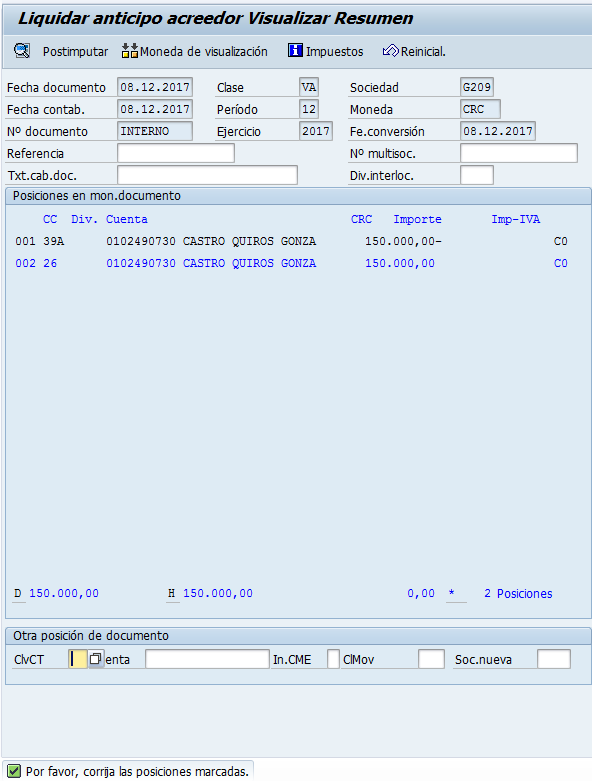 Liquidar anticipo acreedor Visualizar Resumen
Postimputar Moneda de visualización Impuestos Reinicial.
Fecha documento 08.12.2017 Clase VA Sociedad G209
Fecha contab. 08.12.2017 Período 12 Moneda CRC
Nº documento INTERNO Ejercicio 2017 Fe.conversión 08.12.2017
Referencia Nº multisoc.
Txt.cab.doc. Div.interloc.
Posiciones en mon.documento
CC Div. Cuenta CRC Importe Imp-IVA
001 39A 0102490730 CASTRO QUIROS GONZA 150.000,00- C0
002 26 0102490730 CASTRO QUIROS GONZA 150.000,00 C0
D 150.000,00 H 150.000,00 0,00 * 2 Posiciones
Otra posición de documento
ClvCT enta In.CME ClMov Soc.nueva
Por favor, corrija las posiciones marcadas.